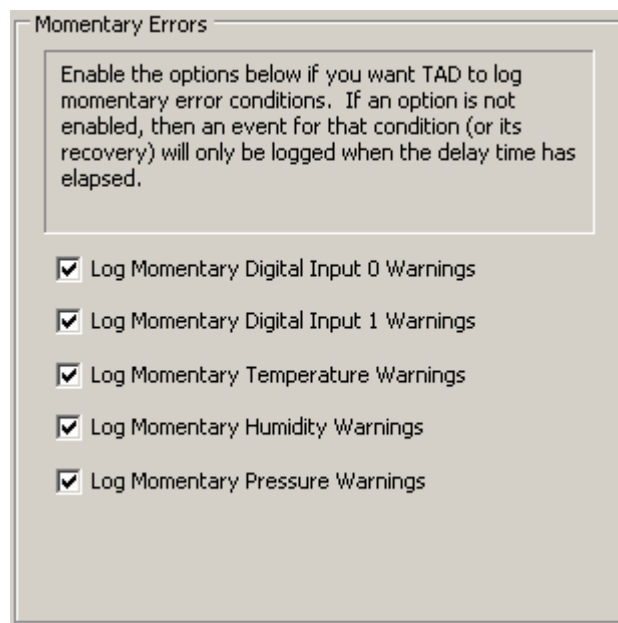 Momentary Errors
Enable the options below if you want TAD to log
momentary error conditions.  If an option is not
enabled, then an event for that condition (or its
recovery) will only be logged when the delay time has
elapsed.
Log Momentary Digital Input 0 Warnings
Log Momentary Digital Input 1 Warnings
Log Momentary Temperature Warnings
Log Momentary Humidity Warnings
Log Momentary Pressure Warnings